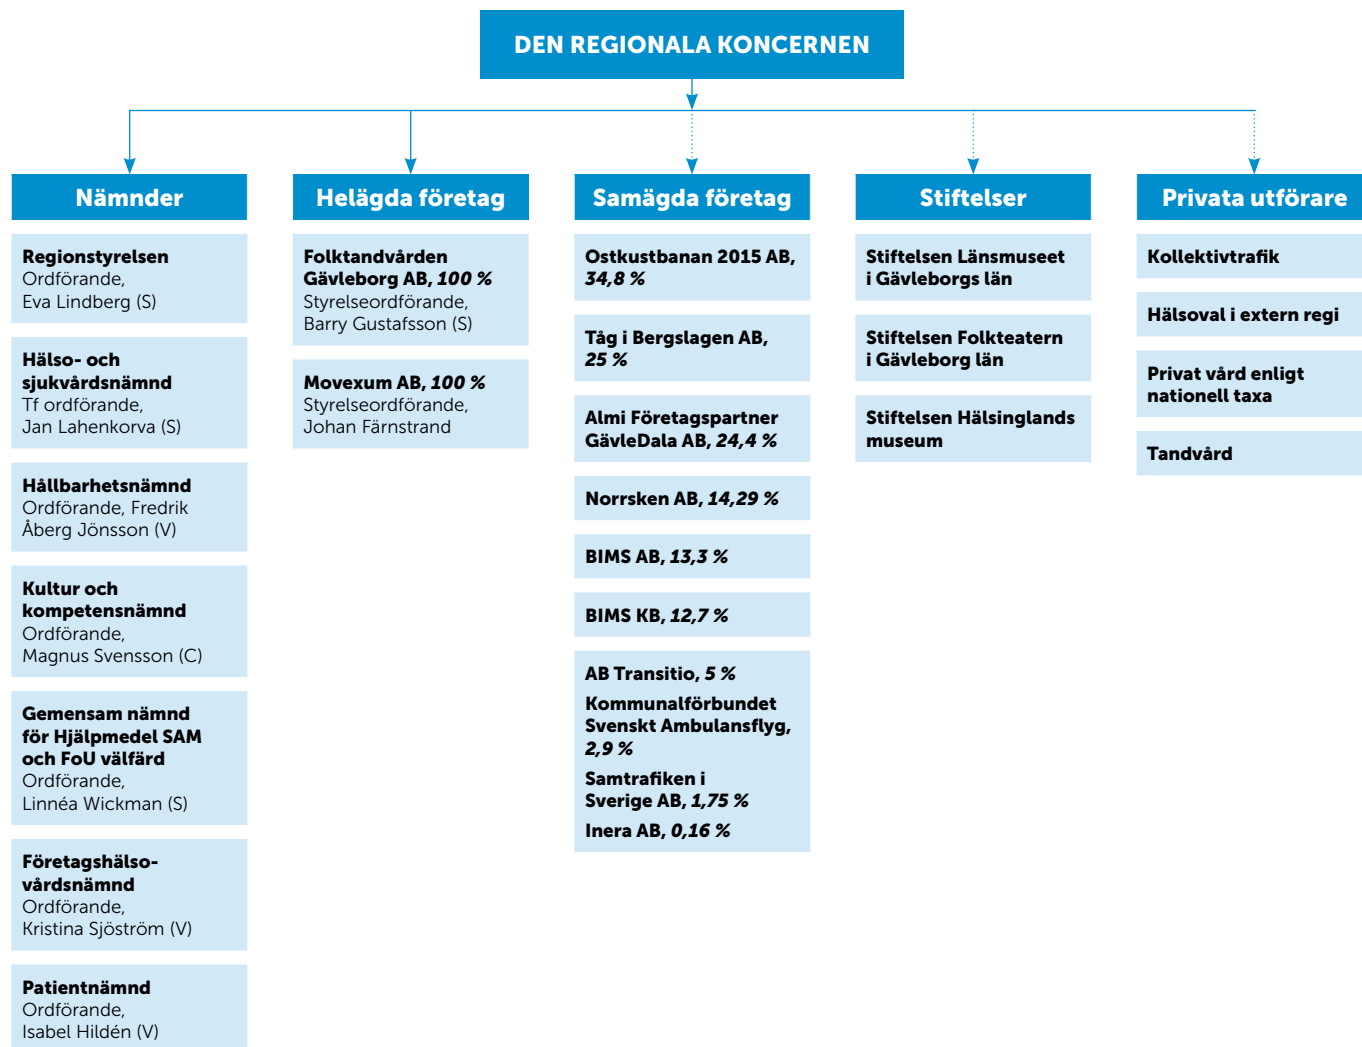 DEN REGIONALA KONCERNEN
Nämnder
Regionstyrelsen
Ordförande,
Eva Lindberg (S)
Hälso- och
sjukvårdsnämnd
Tf ordförande,
Jan Lahenkorva (S)
Hållbarhetsnämnd
Ordförande, Fredrik
Åberg Jönsson (V)
Kultur och
kompetensnämnd
Ordförande,
Magnus Svensson (C)
Gemensam nämnd
för Hjälpmedel SAM
och FoU välfärd
Ordförande,
Linnéa Wickman (S)
Företagshälso-
vårdsnämnd
Ordförande,
Kristina Sjöström (V)
Patientnämnd
Ordförande,
Isabel Hildén (V)
Helägda företag
Folktandvården
Gävleborg AB, 100 %
Styrelseordförande,
Barry Gustafsson (S)
Movexum AB, 100 %
Styrelseordförande,
Johan Färnstrand
Samägda företag
Ostkustbanan 2015 AB,
34,8 %
Tåg i Bergslagen AB,
25 %
Almi Företagspartner
GävleDala AB, 24,4 %
Norrsken AB, 14,29 %
BIMS AB, 13,3 %
BIMS KB, 12,7 %
AB Transitio, 5 %
Kommunalförbundet
Svenskt Ambulansflyg,
2,9 %
Samtrafiken i
Sverige AB, 1,75 %
Inera AB, 0,16 %
Stiftelser
Stiftelsen Länsmuseet
i Gävleborgs län
Stiftelsen Folkteatern
i Gävleborg län
Stiftelsen Hälsinglands
museum
Privata utförare
Kollektivtrafik
Hälsoval i extern regi
Privat vård enligt
nationell taxa
Tandvård